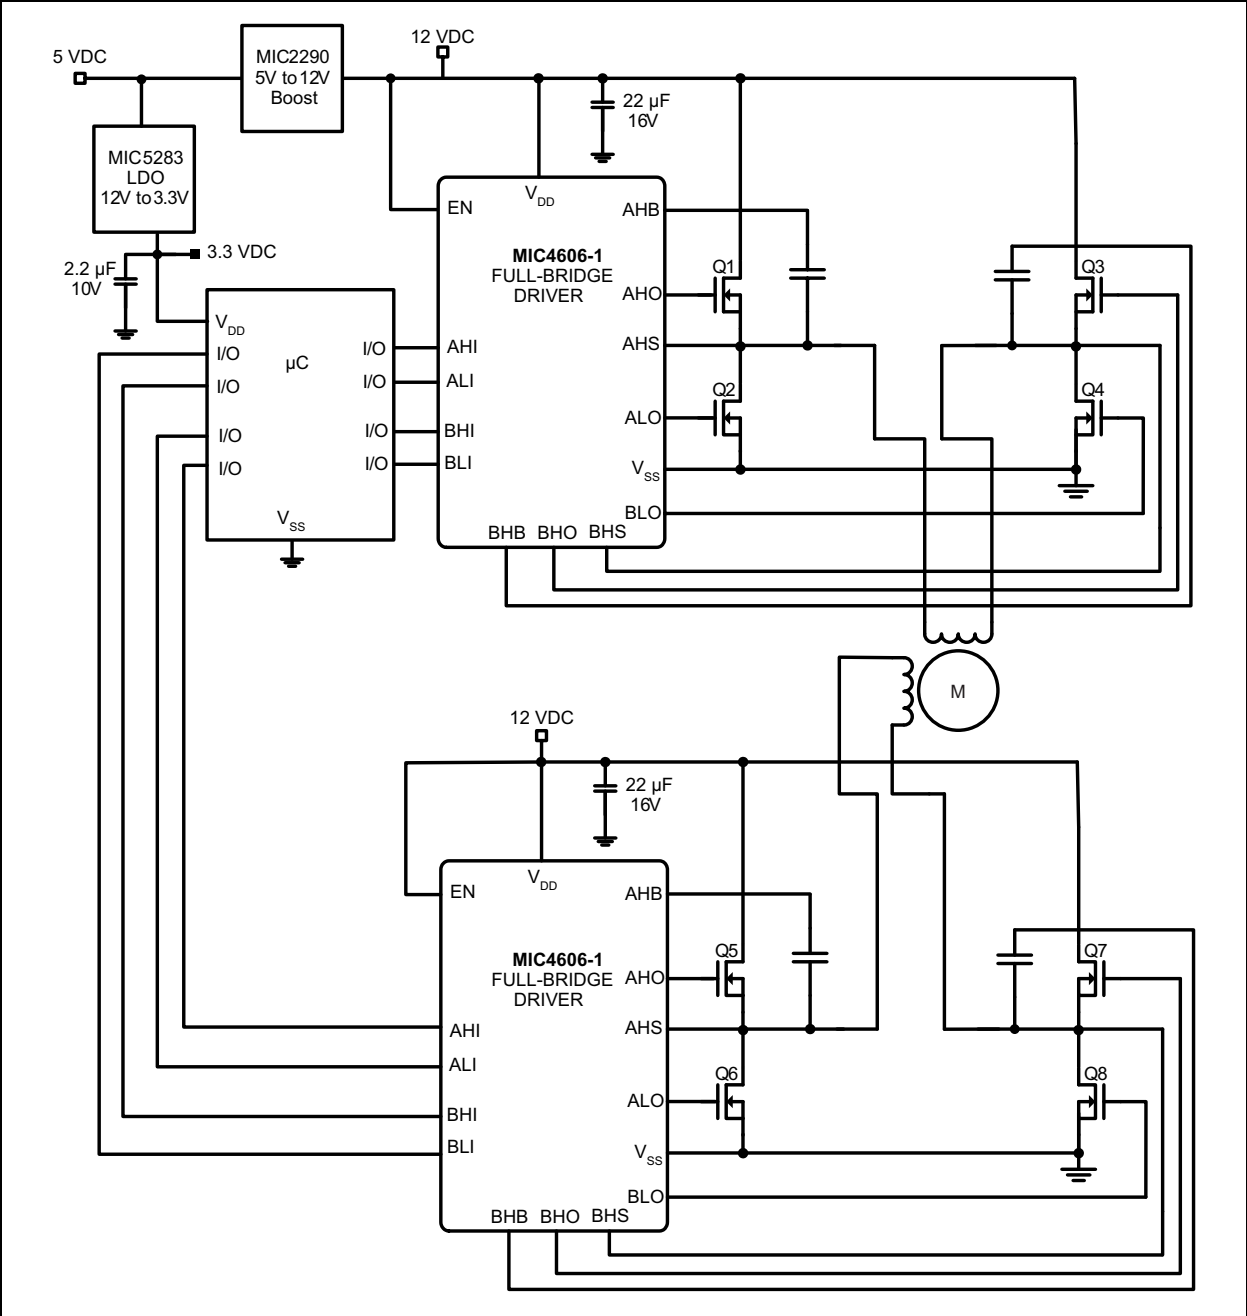 5 VDC
MIC2290
5V to 12V
Boost
12 VDC
22 µF
16V
MIC5283
LDO
12V to 3.3V
3.3 VDC
2.2 µF
10V
VDD
I/O
I/O
I/O
I/O
µC
I/O
I/O
I/O
I/O
VSS
EN
VDD
MIC4606-1
FULL-BRIDGE
DRIVER
AHI
ALI
BHI
BLI
AHB
AHO
AHS
ALO
VSS
BLO
BHB BHO BHS
Q1
Q2
Q3
Q4
M
12 VDC
22 µF
16V
EN
VDD
MIC4606-1
FULL-BRIDGE
DRIVER
AHI
ALI
BHI
BLI
AHB
AHO
AHS
ALO
VSS
BLO
BHB BHO BHS
Q5
Q6
Q7
Q8